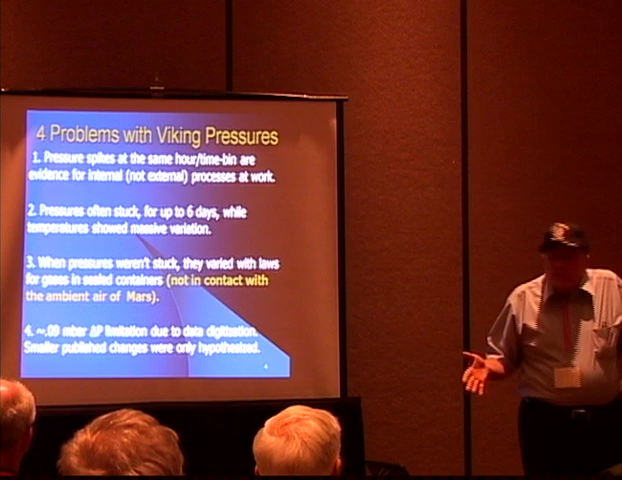 4 Problems with Viking Pressures
1. Pressure spikes at the same hour/time-bin are
evidence for internal (not external) processes at work.
2. Pressures often stuck, for up to 6 days, while
temperatures showed massive variation.
3. When pressures weren't stuck, they varied with laws
for gases in sealed containers (not in contact with
the ambient air of Mars).
4. ~.09 mbar ΔP limitation due to data digitization.
Smaller published changes were only hypothesized.